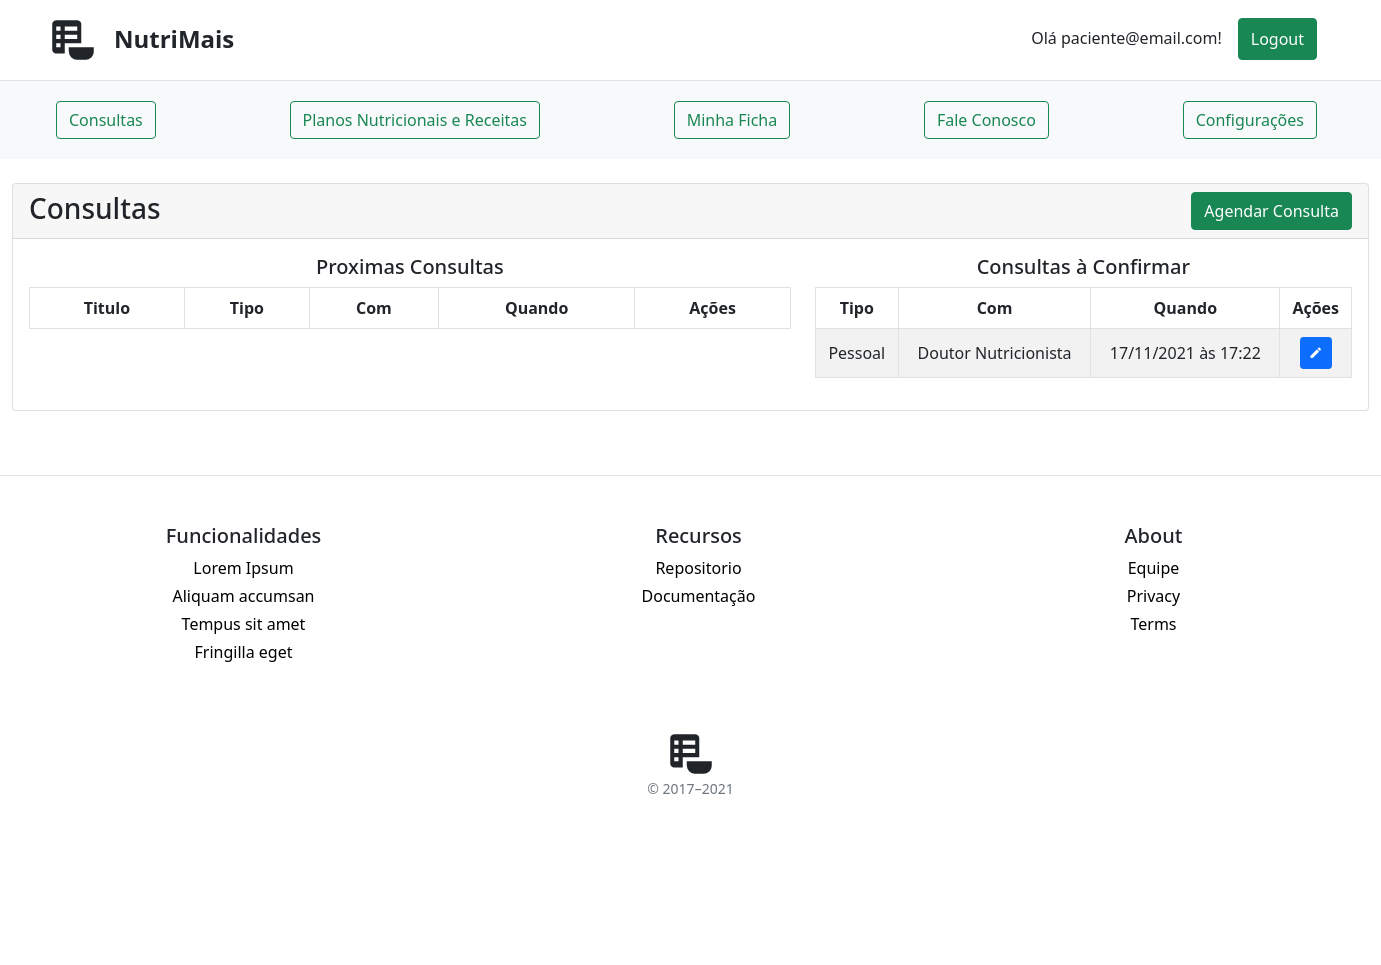 NutriMais
Olá paciente@email.com! Logout
Consultas Planos Nutricionais e Receitas Minha Ficha Fale Conosco Configurações
Consultas Agendar Consulta
Proximas Consultas
Titulo Tipo Com Quando Ações
Consultas à Confirmar
Tipo Com Quando Ações
Pessoal Doutor Nutricionista 17/11/2021 às 17:22
Funcionalidades
Lorem Ipsum
Aliquam accumsan
Tempus sit amet
Fringilla eget
Recursos
Repositorio
Documentação
About
Equipe
Privacy
Terms
© 2017–2021